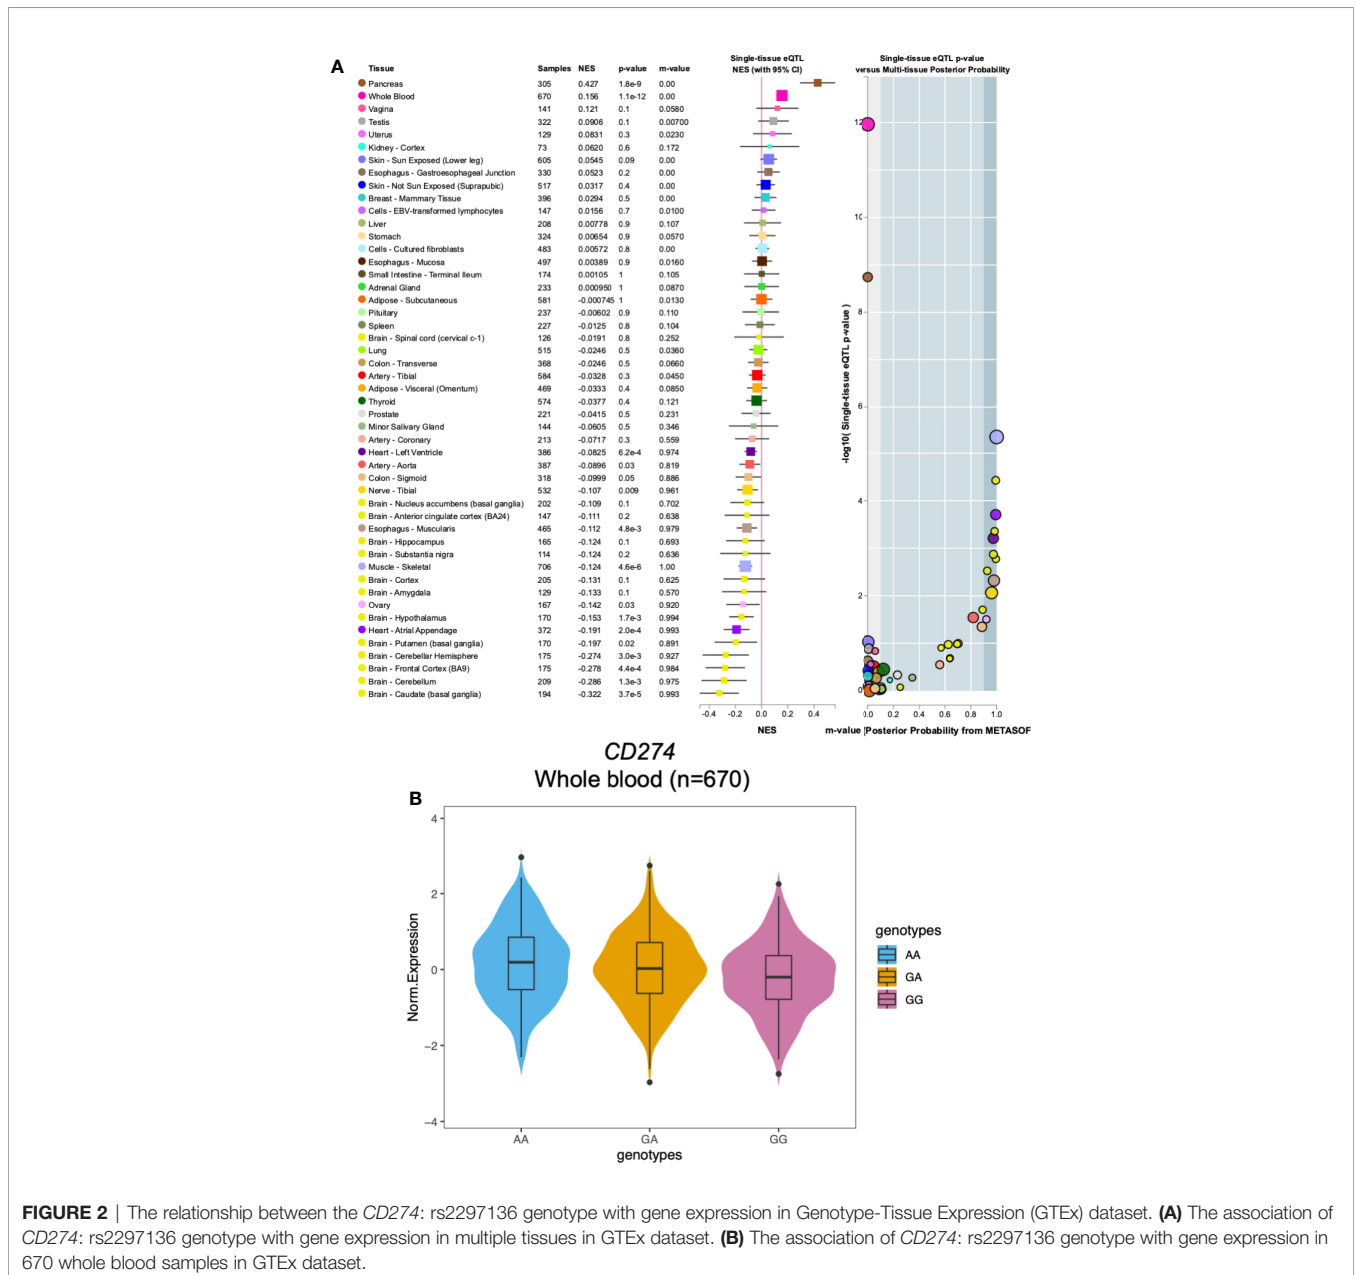 A
Tissue Samples NES p-value m-value
Single-tissue eQTL
NES (with 95% CI)
Single-tissue eQTL p-value
versus Multi-tissue Posterior Probability
Pancreas 305 0.427 1.8e-9 0.00
Whole Blood 670 0.156 1.1e-12 0.00
Vagina 141 0.121 0.1 0.0580
Testis 322 0.0906 0.1 0.00700
Uterus 129 0.0831 0.3 0.0230
Kidney - Cortex 73 0.0620 0.6 0.172
Skin - Sun Exposed (Lower leg) 605 0.0545 0.09 0.00
Esophagus - Gastroesophageal Junction 330 0.0523 0.2 0.00
Skin - Not Sun Exposed (Suprapubic) 517 0.0317 0.4 0.00
Breast - Mammary Tissue 396 0.0294 0.5 0.00
Cells - EBV-transformed lymphocytes 147 0.0156 0.7 0.0100
Liver 208 0.00778 0.9 0.107
Stomach 324 0.00654 0.9 0.0570
Cells - Cultured fibroblasts 483 0.00572 0.8 0.00
Esophagus - Mucosa 497 0.00389 0.9 0.0160
Small Intestine - Terminal Ileum 174 0.00105 1 0.105
Adrenal Gland 233 0.000950 1 0.0870
Adipose - Subcutaneous 581 -0.000745 1 0.0130
Pituitary 237 -0.00602 0.9 0.110
Spleen 227 -0.0125 0.8 0.104
Brain - Spinal cord (cervical c-1) 126 -0.0191 0.8 0.252
Lung 515 -0.0246 0.5 0.0360
Colon - Transverse 368 -0.0246 0.5 0.0660
Artery - Tibial 584 -0.0328 0.3 0.0450
Adipose - Visceral (Omentum) 469 -0.0333 0.4 0.0850
Thyroid 574 -0.0377 0.4 0.121
Prostate 221 -0.0415 0.5 0.231
Minor Salivary Gland 144 -0.0605 0.5 0.346
Artery - Coronary 213 -0.0717 0.3 0.559
Heart - Left Ventricle 386 -0.0825 6.2e-4 0.974
Artery - Aorta 387 -0.0896 0.03 0.819
Colon - Sigmoid 318 -0.0999 0.05 0.886
Nerve - Tibial 532 -0.107 0.009 0.961
Brain - Nucleus accumbens (basal ganglia) 202 -0.109 0.1 0.702
Brain - Anterior cingulate cortex (BA24) 147 -0.111 0.2 0.638
Esophagus - Muscularis 465 -0.112 4.8e-3 0.979
Brain - Hippocampus 165 -0.124 0.1 0.693
Brain - Substantia nigra 114 -0.124 0.2 0.636
Muscle - Skeletal 706 -0.124 4.6e-6 1.00
Brain - Cortex 205 -0.131 0.1 0.625
Brain - Amygdala 129 -0.133 0.1 0.570
Ovary 167 -0.142 0.03 0.920
Brain - Hypothalamus 170 -0.153 1.7e-3 0.994
Heart - Atrial Appendage 372 -0.191 2.0e-4 0.993
Brain - Putamen (basal ganglia) 170 -0.197 0.02 0.891
Brain - Cerebellar Hemisphere 175 -0.274 3.0e-3 0.927
Brain - Frontal Cortex (BA9) 175 -0.278 4.4e-4 0.984
Brain - Cerebellum 209 -0.286 1.3e-3 0.975
Brain - Caudate (basal ganglia) 194 -0.322 3.7e-5 0.993
-0.4 -0.2 0.0 0.2 0.4
NES
12
10
8
6
4
2
0
-log10( Single-tissue eQTL p-value )
0.0 0.2 0.4 0.6 0.8 1.0
m-value (Posterior Probability from METASOF
CD274
Whole blood (n=670)
B
4
2
0
−2
−4
Norm.Expression
AA GA GG
genotypes
genotypes
AA
GA
GG
FIGURE 2 | The relationship between the CD274: rs2297136 genotype with gene expression in Genotype-Tissue Expression (GTEx) dataset. (A) The association of
CD274: rs2297136 genotype with gene expression in multiple tissues in GTEx dataset. (B) The association of CD274: rs2297136 genotype with gene expression in
670 whole blood samples in GTEx dataset.